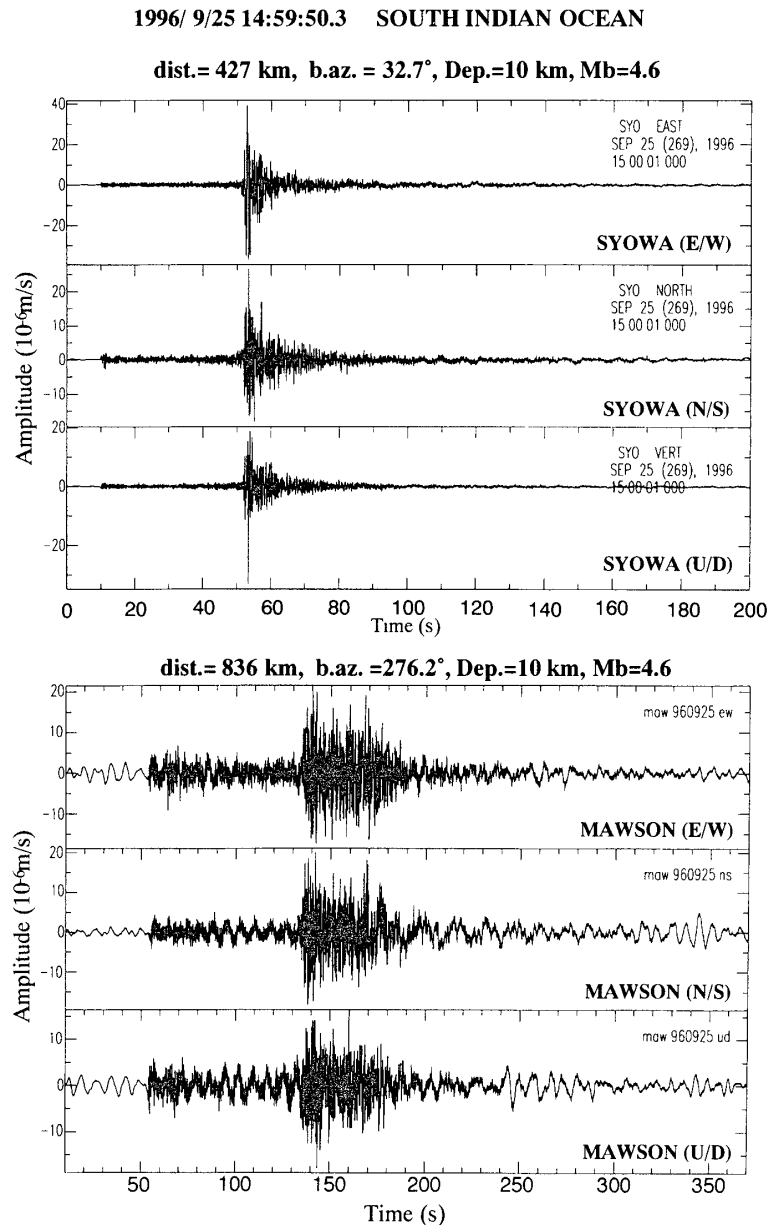 1996/ 9/25 14:59:50.3 SOUTH INDIAN OCEAN
dist.= 427 km, b.az. = 32.7°, Dep.=10 km, Mb=4.6
Amplitude (10⁻⁶m/s)
40
20
0
-20
SYO EAST
SEP 25 (269), 1996
15 00 01 000
SYOWA (E/W)
20
10
0
-10
SYO NORTH
SEP 25 (269), 1996
15 00 01 000
SYOWA (N/S)
20
0
-20
SYO VERT
SEP 25 (269), 1996
15 00 01 000
SYOWA (U/D)
0 20 40 60 80 100 120 140 160 180 200
Time (s)
dist.= 836 km, b.az. =276.2°, Dep.=10 km, Mb=4.6
Amplitude (10⁻⁶m/s)
20
10
0
-10
maw 960925 ew
MAWSON (E/W)
20
10
0
-10
maw 960925 ns
MAWSON (N/S)
10
0
-10
maw 960925 ud
MAWSON (U/D)
50 100 150 200 250 300 350
Time (s)